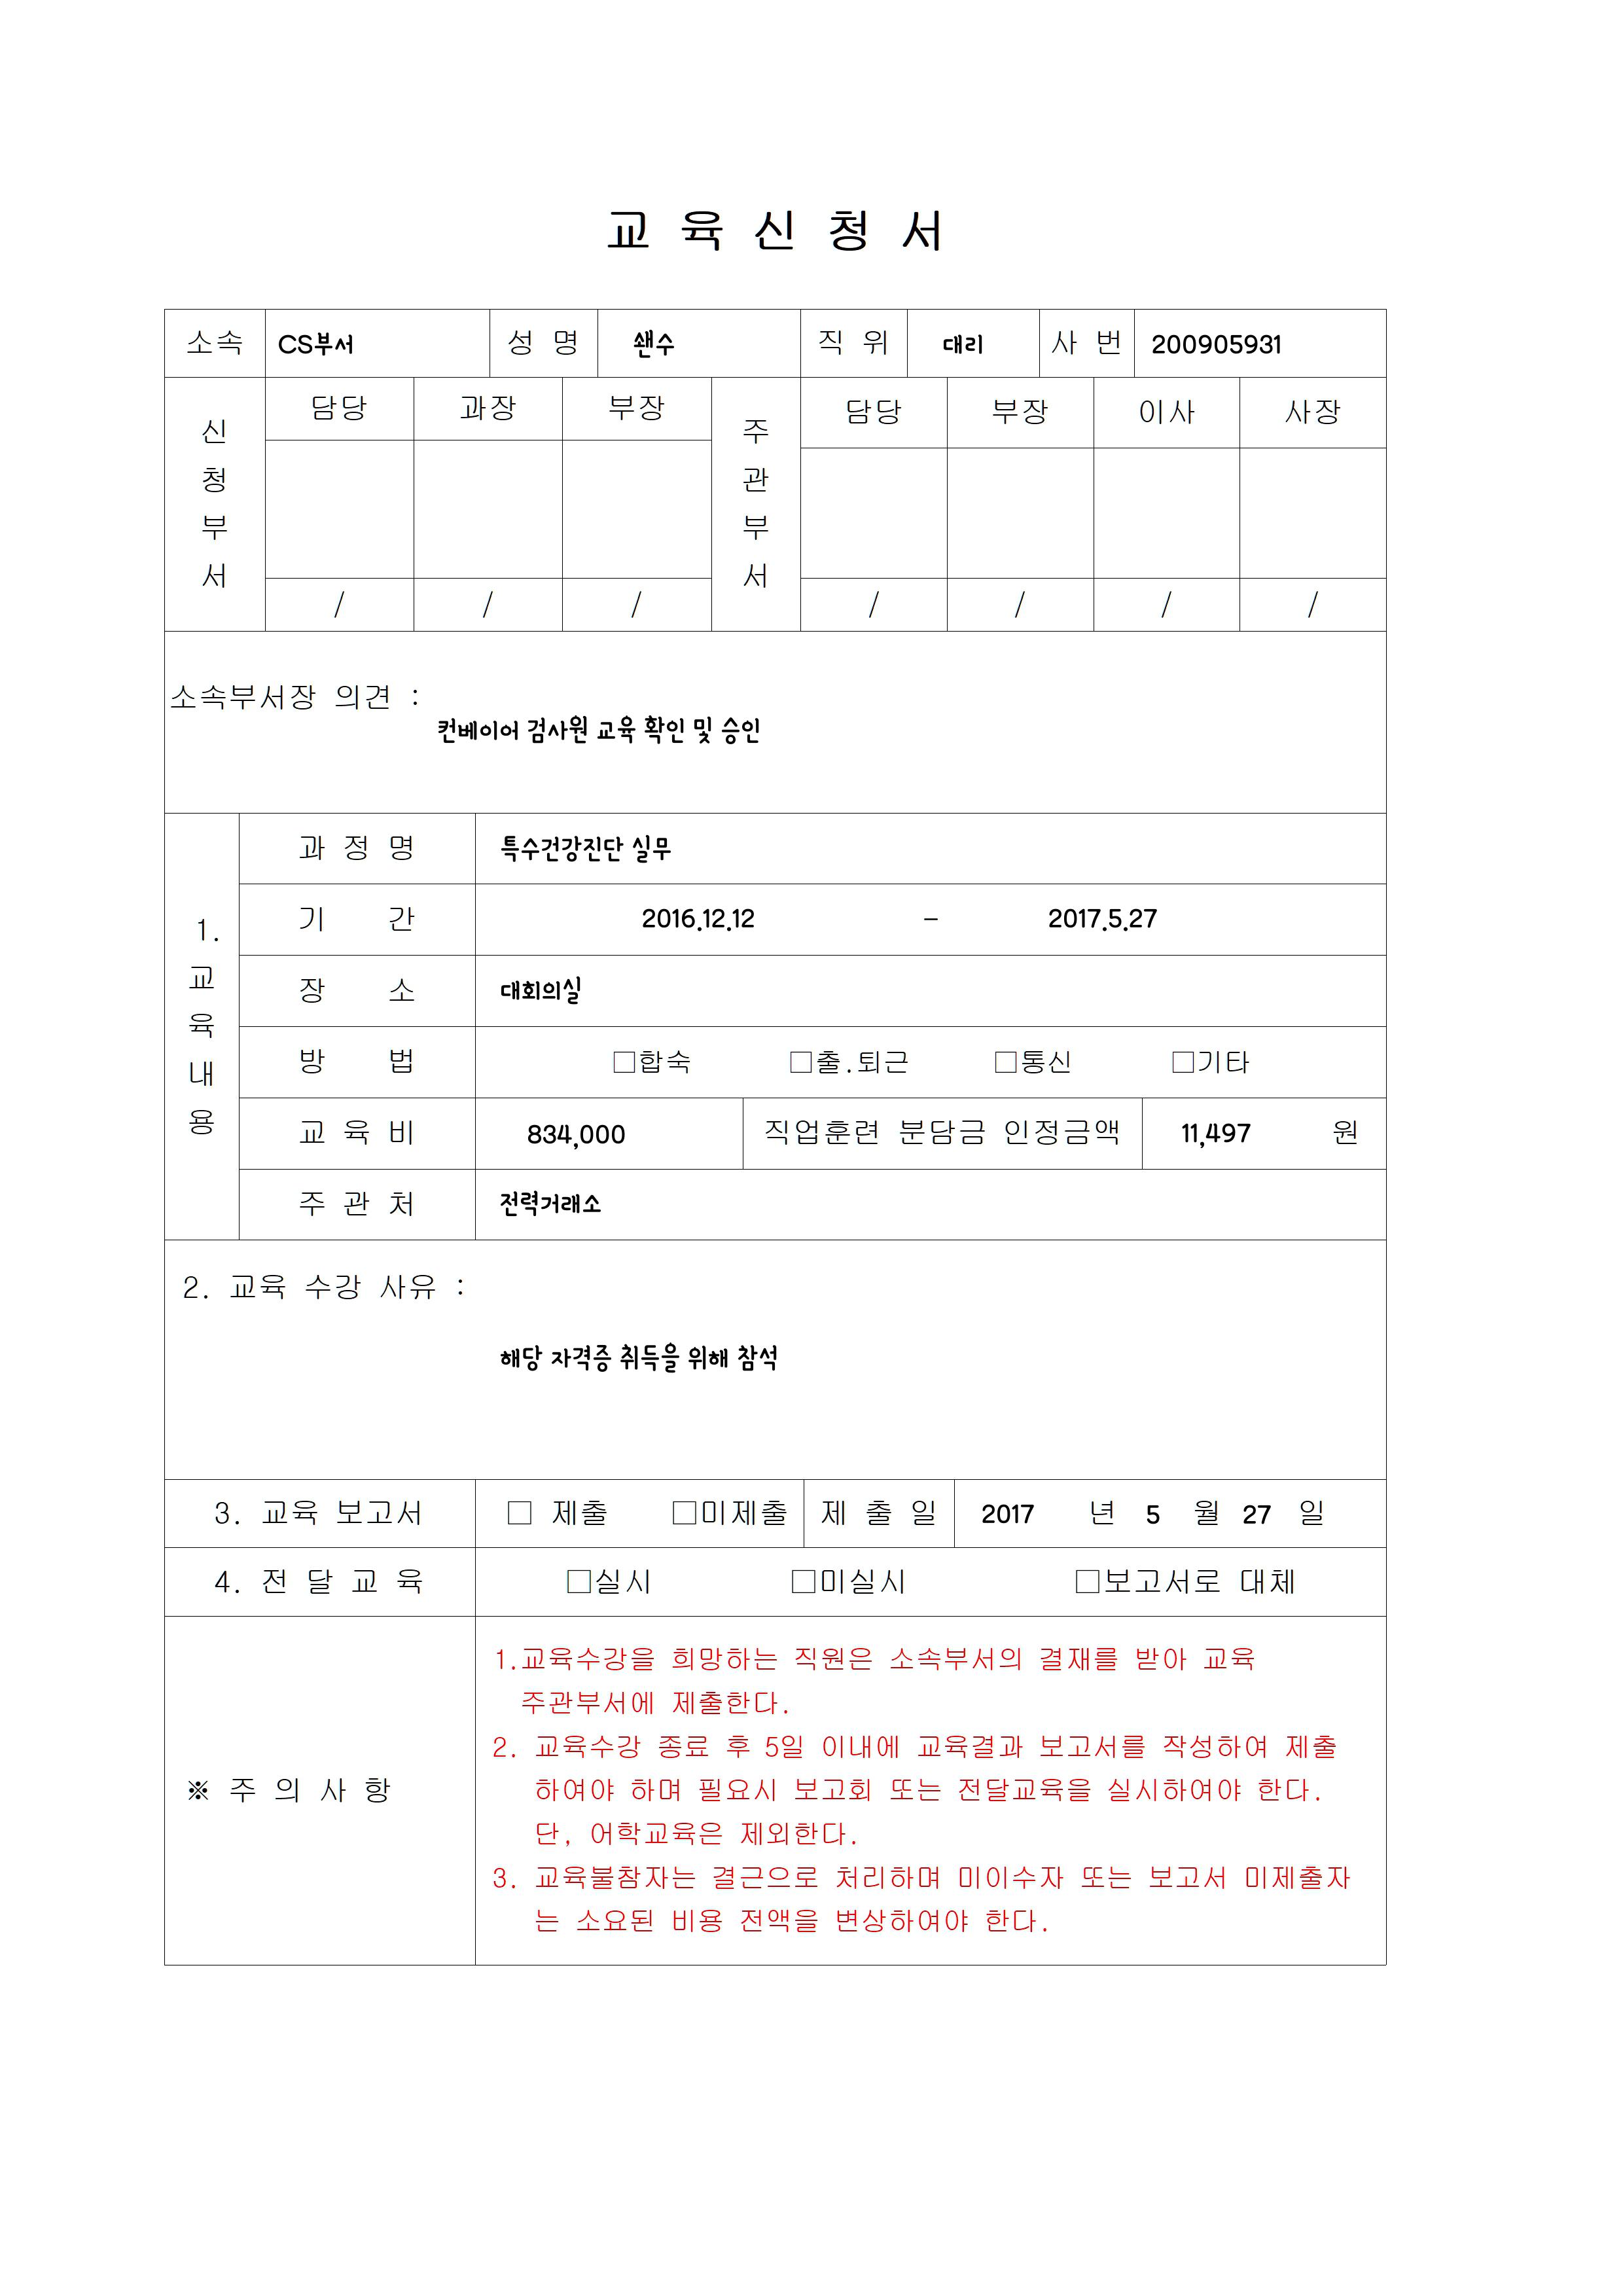 교 육 신 청 서
소속 CS부서 성 명 쇈수 직 위 대리 사 번 200905931
신청부서 담당 과장 부장 주관부서 담당 부장 이사 사장
/ / / / / / /
소속부서장 의견 :
컨베이어 검사원 교육 확인 및 승인
1. 교육내용
과 정 명 특수건강진단 실무
기 간 2016.12.12 - 2017.5.27
장 소 대회의실
방 법 □합숙 □출.퇴근 □통신 □기타
교 육 비 834,000 직업훈련 분담금 인정금액 11,497 원
주 관 처 전력거래소
2. 교육 수강 사유 :
해당 자격증 취득을 위해 참석
3. 교육 보고서 □ 제출 □미제출 제 출 일 2017 년 5 월 27 일
4. 전 달 교 육 □실시 □미실시 □보고서로 대체
※ 주 의 사 항
1.교육수강을 희망하는 직원은 소속부서의 결재를 받아 교육
주관부서에 제출한다.
2. 교육수강 종료 후 5일 이내에 교육결과 보고서를 작성하여 제출
하여야 하며 필요시 보고회 또는 전달교육을 실시하여야 한다.
단, 어학교육은 제외한다.
3. 교육불참자는 결근으로 처리하며 미이수자 또는 보고서 미제출자
는 소요된 비용 전액을 변상하여야 한다.